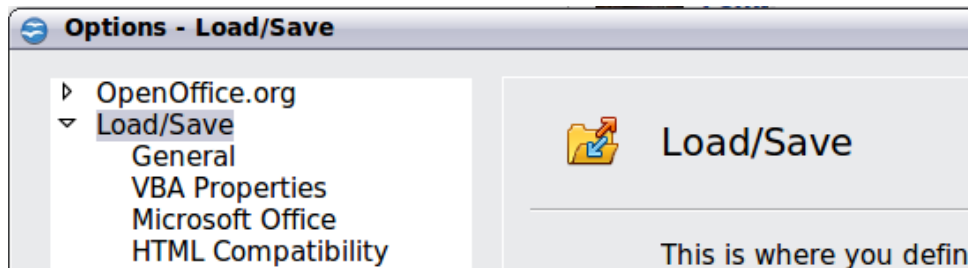 Options - Load/Save
OpenOffice.org
Load/Save
General
VBA Properties
Microsoft Office
HTML Compatibility
Load/Save
This is where you defin